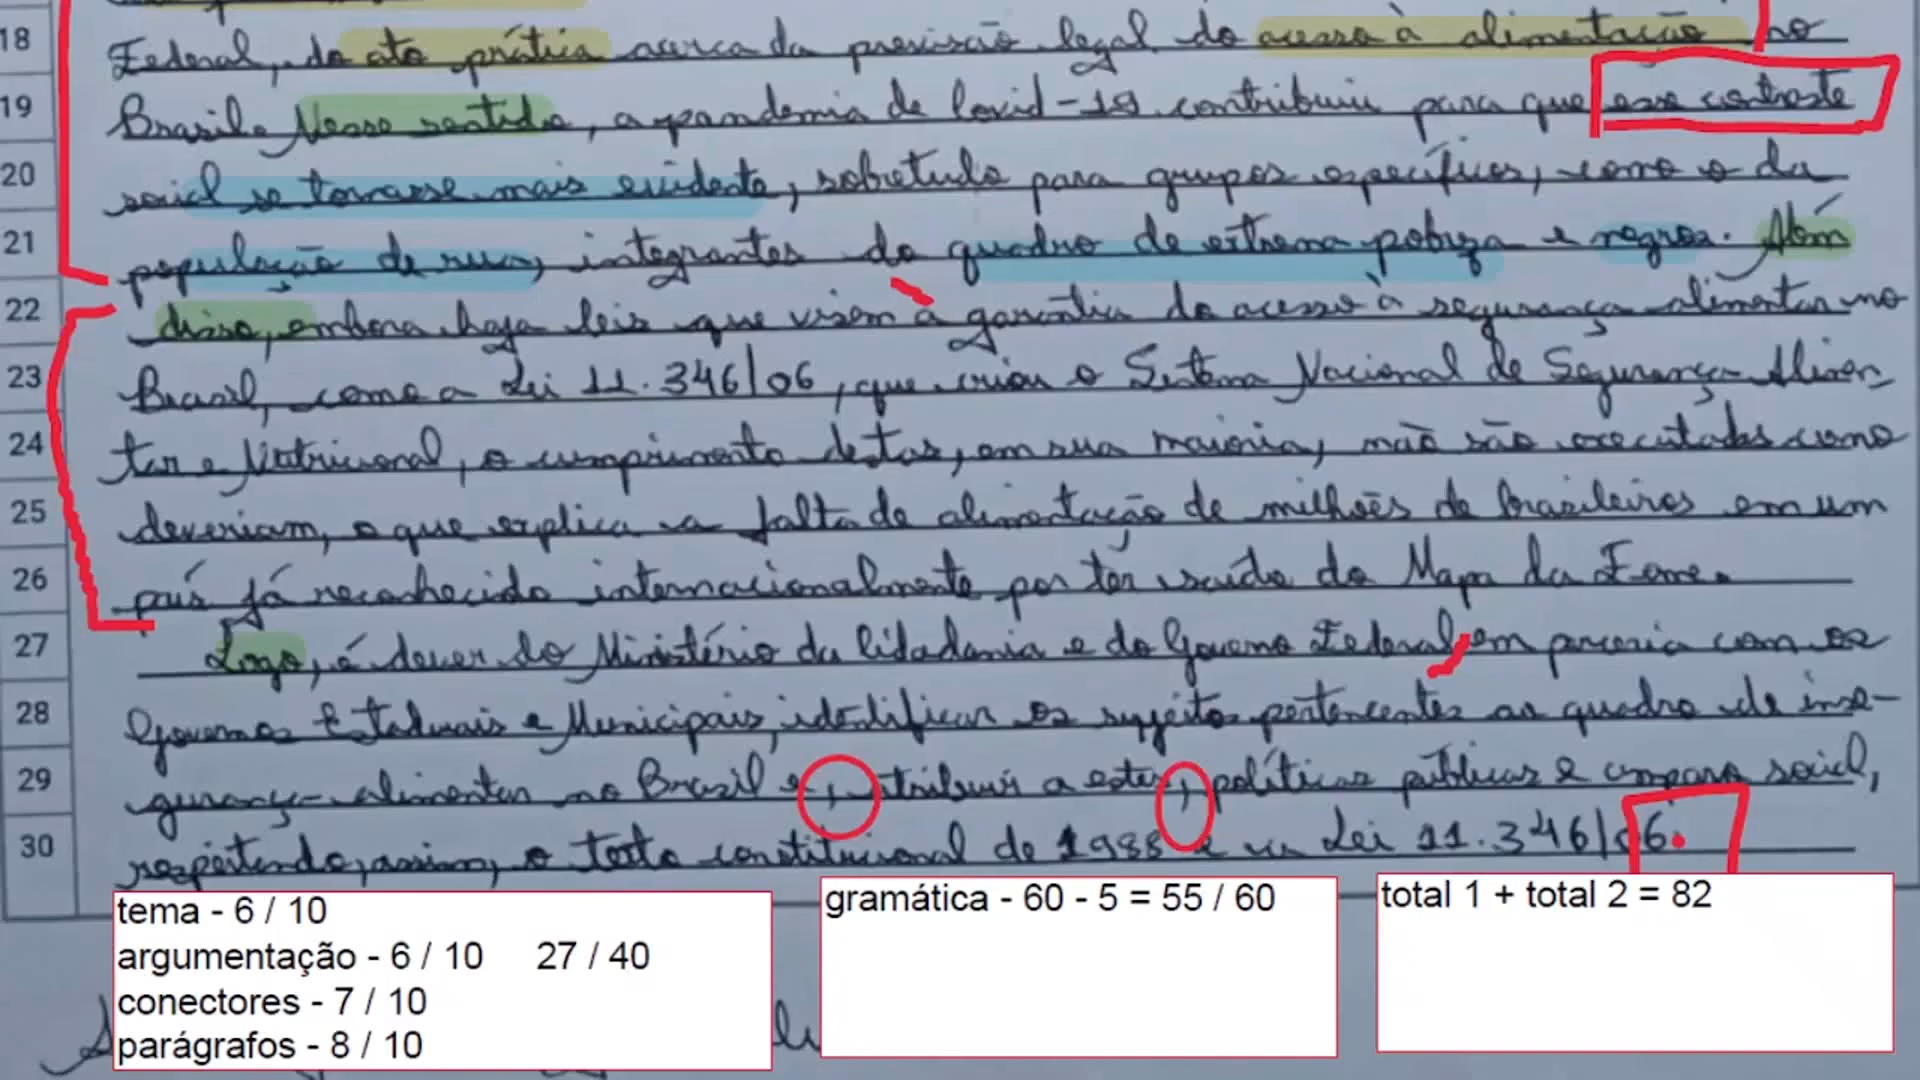 18
Federal, do ato prática acerca da previsão legal do acesso à alimentação no
19
Brasil. Nesse sentido, a pandemia de Covid-19 contribuiu para que esse contraste
20
social se tornasse mais evidente, sobretudo para grupos específicos, como o da
21
população de rua, integrantes do quadro de extrema pobreza e negros. Além
22
disso, embora haja leis que visem a garantia do acesso à segurança alimentar no
23
Brasil, como a Lei 11.346/06, que criou o Sistema Nacional de Segurança Alimen-
24
tar e Nutricional, o cumprimento destas, em sua maioria, não são executadas como
25
deveriam, o que explica a falta de alimentação de milhões de brasileiros em um
26
país já reconhecido internacionalmente por ter saído do Mapa da Fome.
27
Logo, é dever do Ministério da Cidadania e do Governo Federal, em parceria com os
28
Governos Estaduais e Municipais, identificar os sujeitos pertencentes ao quadro de inse-
29
gurança alimentar no Brasil e, atribuir a estes, políticas públicas e amparo social,
30
respeitando, assim, o texto constitucional de 1988 e a Lei 11.346/06.
tema - 6 / 10
argumentação - 6 / 10 27 / 40
conectores - 7 / 10
parágrafos - 8 / 10
gramática - 60 - 5 = 55 / 60
total 1 + total 2 = 82